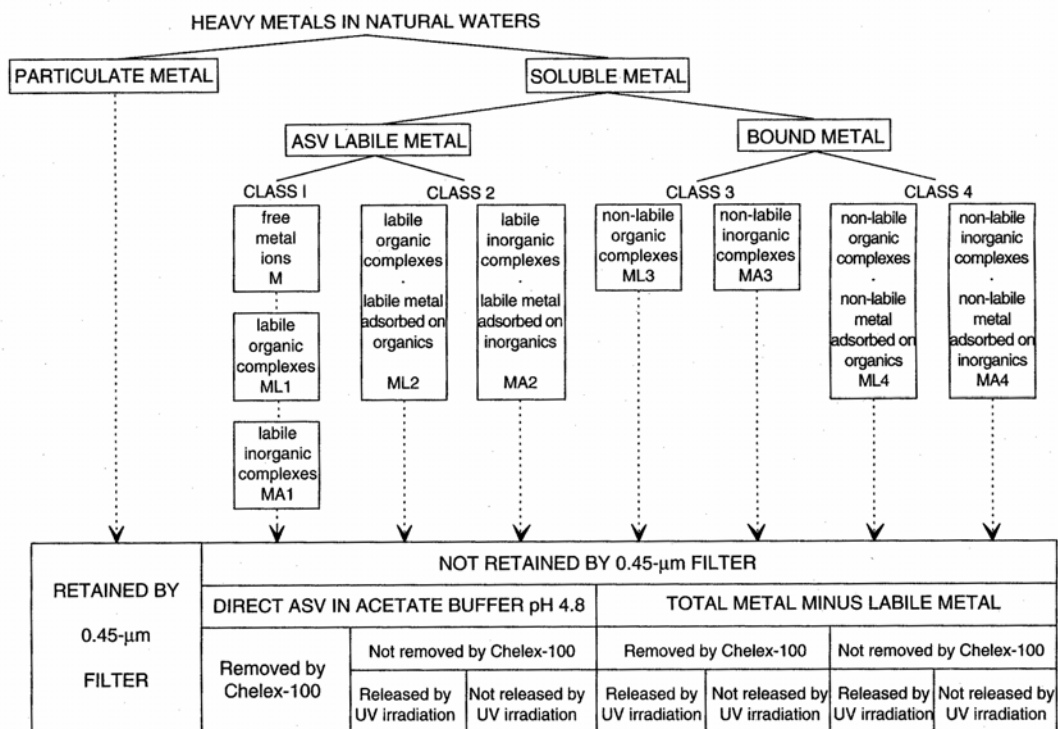 HEAVY METALS IN NATURAL WATERS
PARTICULATE METAL
SOLUBLE METAL
ASV LABILE METAL
BOUND METAL
CLASS I
free
metal
ions
M
labile
organic
complexes
ML1
labile
inorganic
complexes
MA1
CLASS 2
labile
organic
complexes
.
labile metal
adsorbed on
organics
ML2
labile
inorganic
complexes
.
labile metal
adsorbed on
inorganics
MA2
CLASS 3
non-labile
organic
complexes
ML3
non-labile
inorganic
complexes
MA3
CLASS 4
non-labile
organic
complexes
.
non-labile
metal
adsorbed on
organics
ML4
non-labile
inorganic
complexes
.
non-labile
metal
adsorbed on
inorganics
MA4
RETAINED BY
0.45-μm
FILTER
NOT RETAINED BY 0.45-μm FILTER
DIRECT ASV IN ACETATE BUFFER pH 4.8
TOTAL METAL MINUS LABILE METAL
Removed by
Chelex-100
Not removed by Chelex-100
Removed by Chelex-100
Not removed by Chelex-100
Released by
UV irradiation
Not released by
UV irradiation
Released by
UV irradiation
Not released by
UV irradiation
Released by
UV irradiation
Not released by
UV irradiation